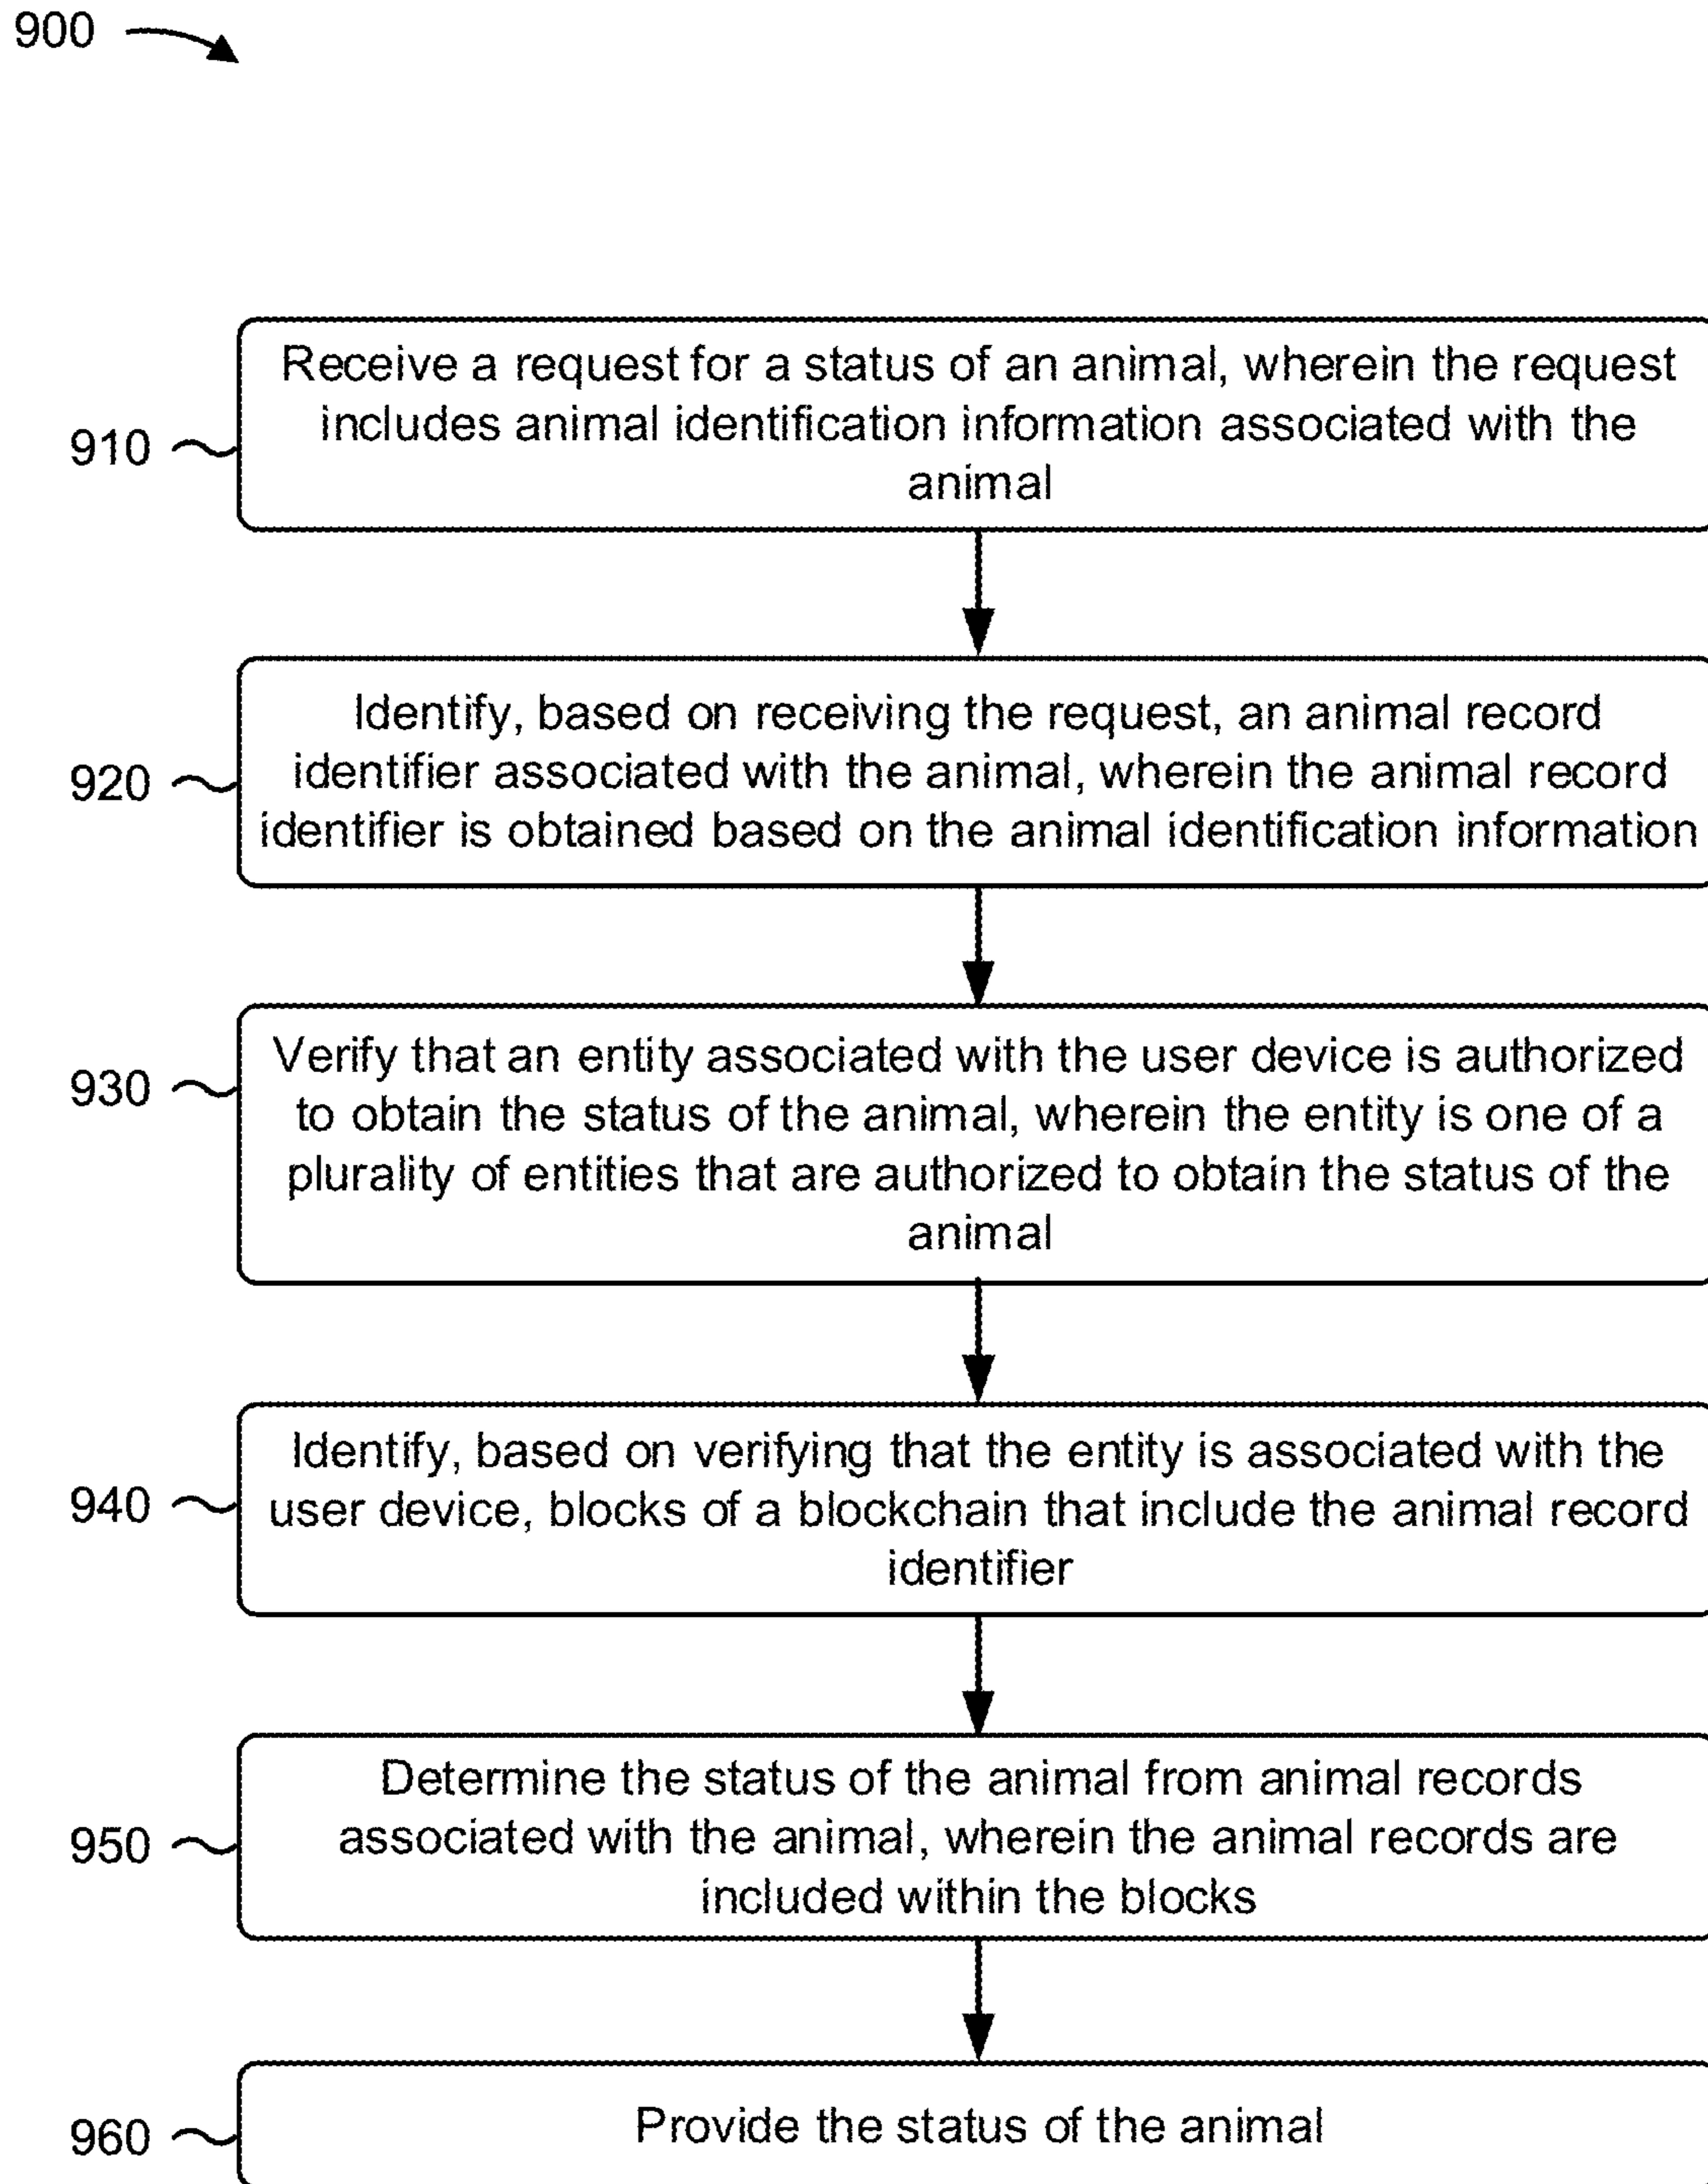 900
Receive a request for a status of an animal, wherein the request
includes animal identification information associated with the
animal
910
Identify, based on receiving the request, an animal record
identifier associated with the animal, wherein the animal record
identifier is obtained based on the animal identification information
920
Verify that an entity associated with the user device is authorized
to obtain the status of the animal, wherein the entity is one of a
plurality of entities that are authorized to obtain the status of the
animal
930
Identify, based on verifying that the entity is associated with the
user device, blocks of a blockchain that include the animal record
identifier
940
Determine the status of the animal from animal records
associated with the animal, wherein the animal records are
included within the blocks
950
Provide the status of the animal
960